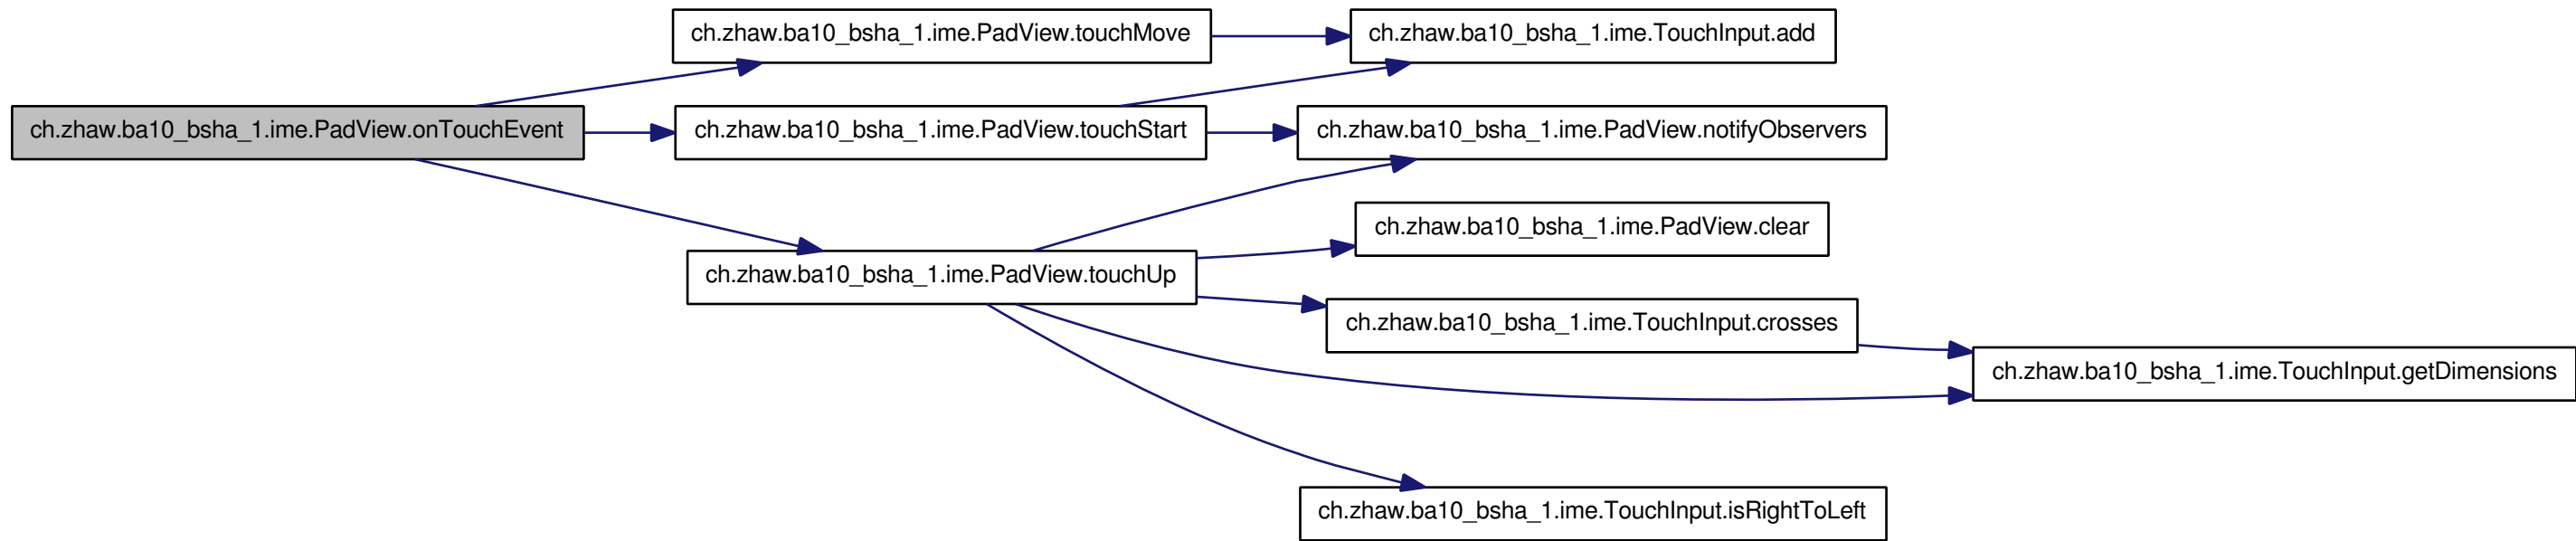 ch.zhaw.ba10_bsha_1.ime.PadView.touchMove
ch.zhaw.ba10_bsha_1.ime.TouchInput.add
ch.zhaw.ba10_bsha_1.ime.PadView.onTouchEvent
ch.zhaw.ba10_bsha_1.ime.PadView.touchStart
ch.zhaw.ba10_bsha_1.ime.PadView.notifyObservers
ch.zhaw.ba10_bsha_1.ime.PadView.clear
ch.zhaw.ba10_bsha_1.ime.PadView.touchUp
ch.zhaw.ba10_bsha_1.ime.TouchInput.crosses
ch.zhaw.ba10_bsha_1.ime.TouchInput.getDimensions
ch.zhaw.ba10_bsha_1.ime.TouchInput.isRightToLeft